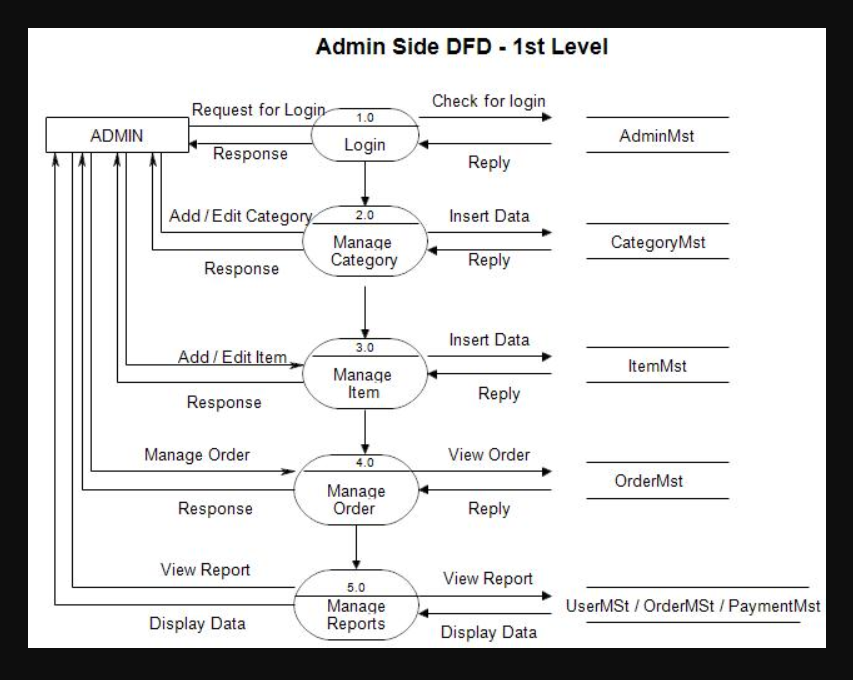 Admin Side DFD - 1st Level
Request for Login
Check for login
1.0
ADMIN
Login
AdminMst
Response
Reply
Add / Edit Category
2.0
Insert Data
Manage
Category
CategoryMst
Response
Reply
Add / Edit Item
3.0
Insert Data
Manage
Item
ItemMst
Response
Reply
Manage Order
4.0
View Order
Manage
Order
OrderMst
Response
Reply
View Report
5.0
View Report
Manage
Reports
UserMSt / OrderMSt / PaymentMst
Display Data
Display Data